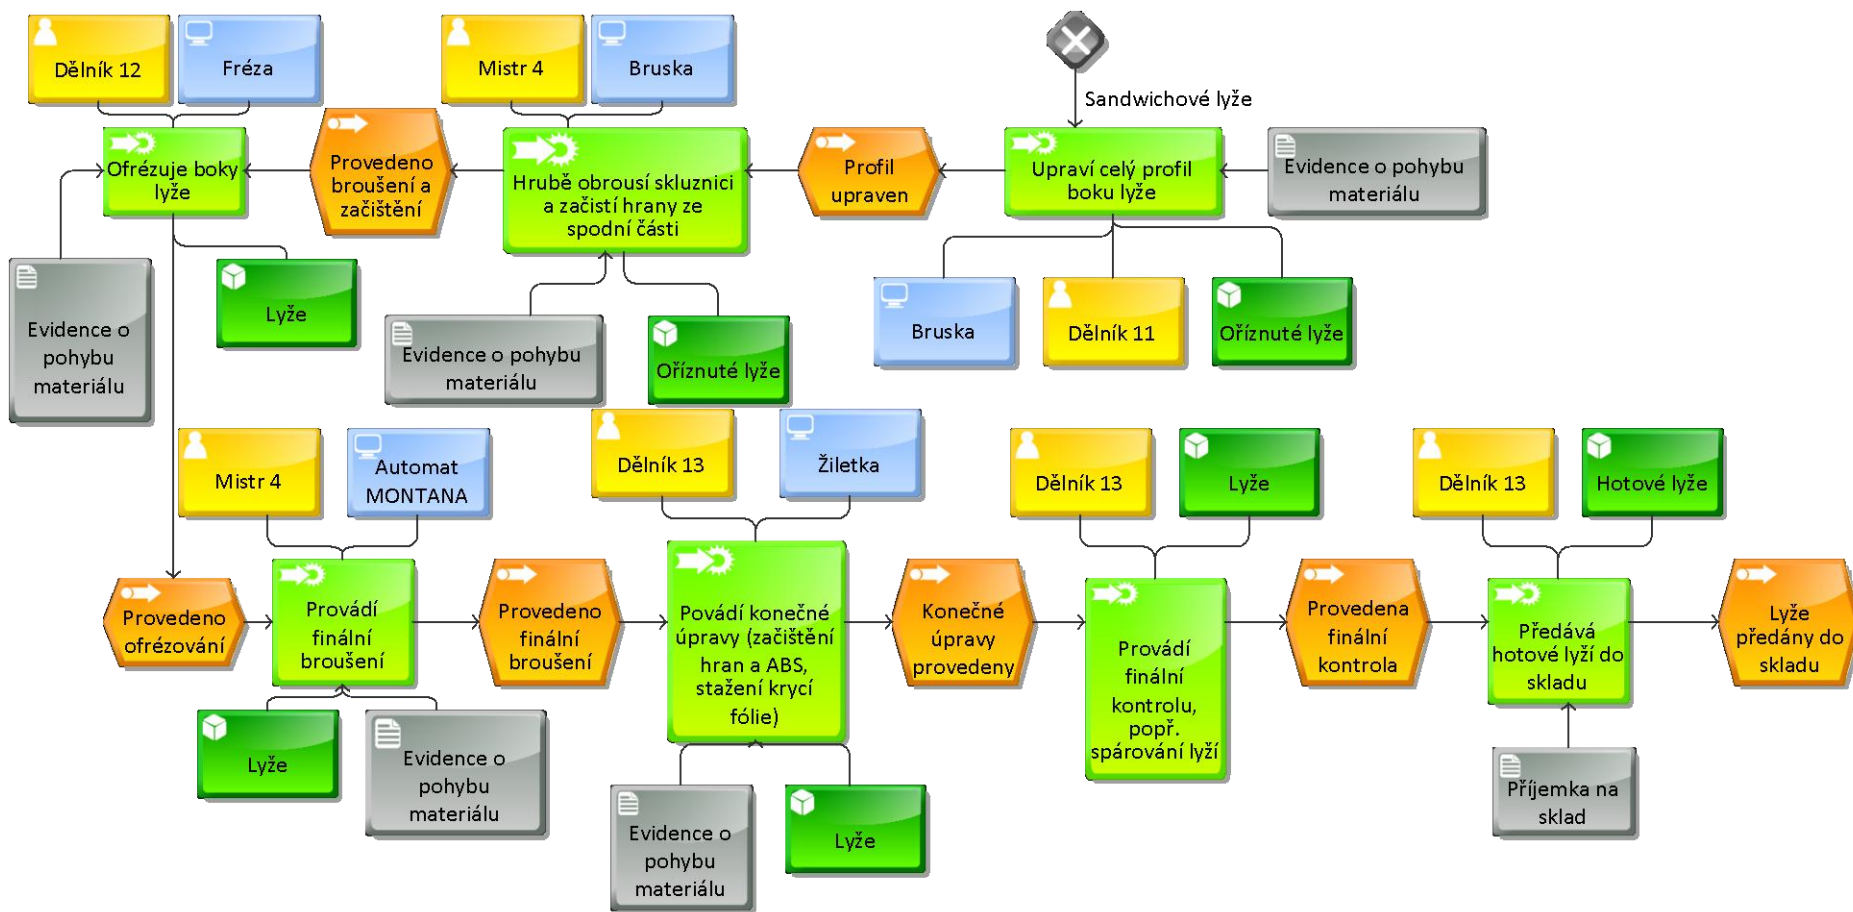 Dělník 12
Fréza
Mistr 4
Bruska
Sandwichové lyže
Ofrézuje boky
lyže
Provedeno
broušení a
začištění
Hrubě obrousí skluznici
a začistí hrany ze
spodní části
Profil
upraven
Upraví celý profil
boku lyže
Evidence o pohybu
materiálu
Evidence o
pohybu
materiálu
Lyže
Evidence o pohybu
materiálu
Oříznuté lyže
Bruska
Dělník 11
Oříznuté lyže
Mistr 4
Automat
MONTANA
Dělník 13
Žiletka
Dělník 13
Lyže
Dělník 13
Hotové lyže
Provedeno
ofrézování
Provádí
finální
broušení
Provedeno
finální
broušení
Povádí konečné
úpravy (začištění
hran a ABS,
stažení krycí
fólie)
Konečné
úpravy
provedeny
Provádí
finální
kontrolu,
popř.
spárování lyží
Provedena
finální
kontrola
Předává
hotové lyží do
skladu
Lyže
předány do
skladu
Lyže
Evidence o
pohybu
materiálu
Evidence o
pohybu
materiálu
Lyže
Příjemka na
sklad